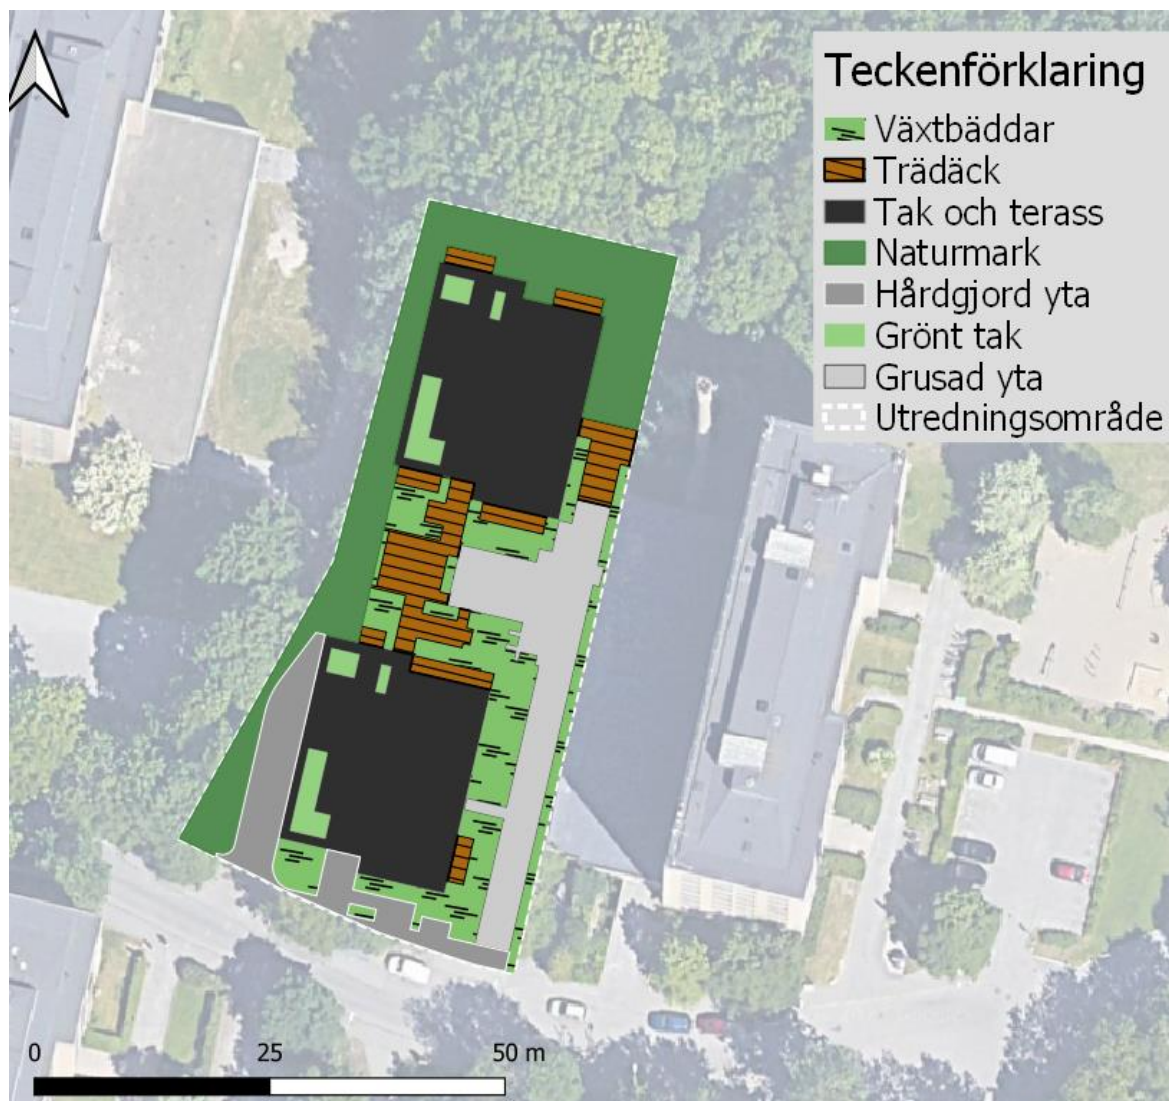 Teckenförklaring
Växtbäddar
Trädäck
Tak och terass
Naturmark
Hårdgjord yta
Grönt tak
Grusad yta
Utredningsområde
0 25 50 m